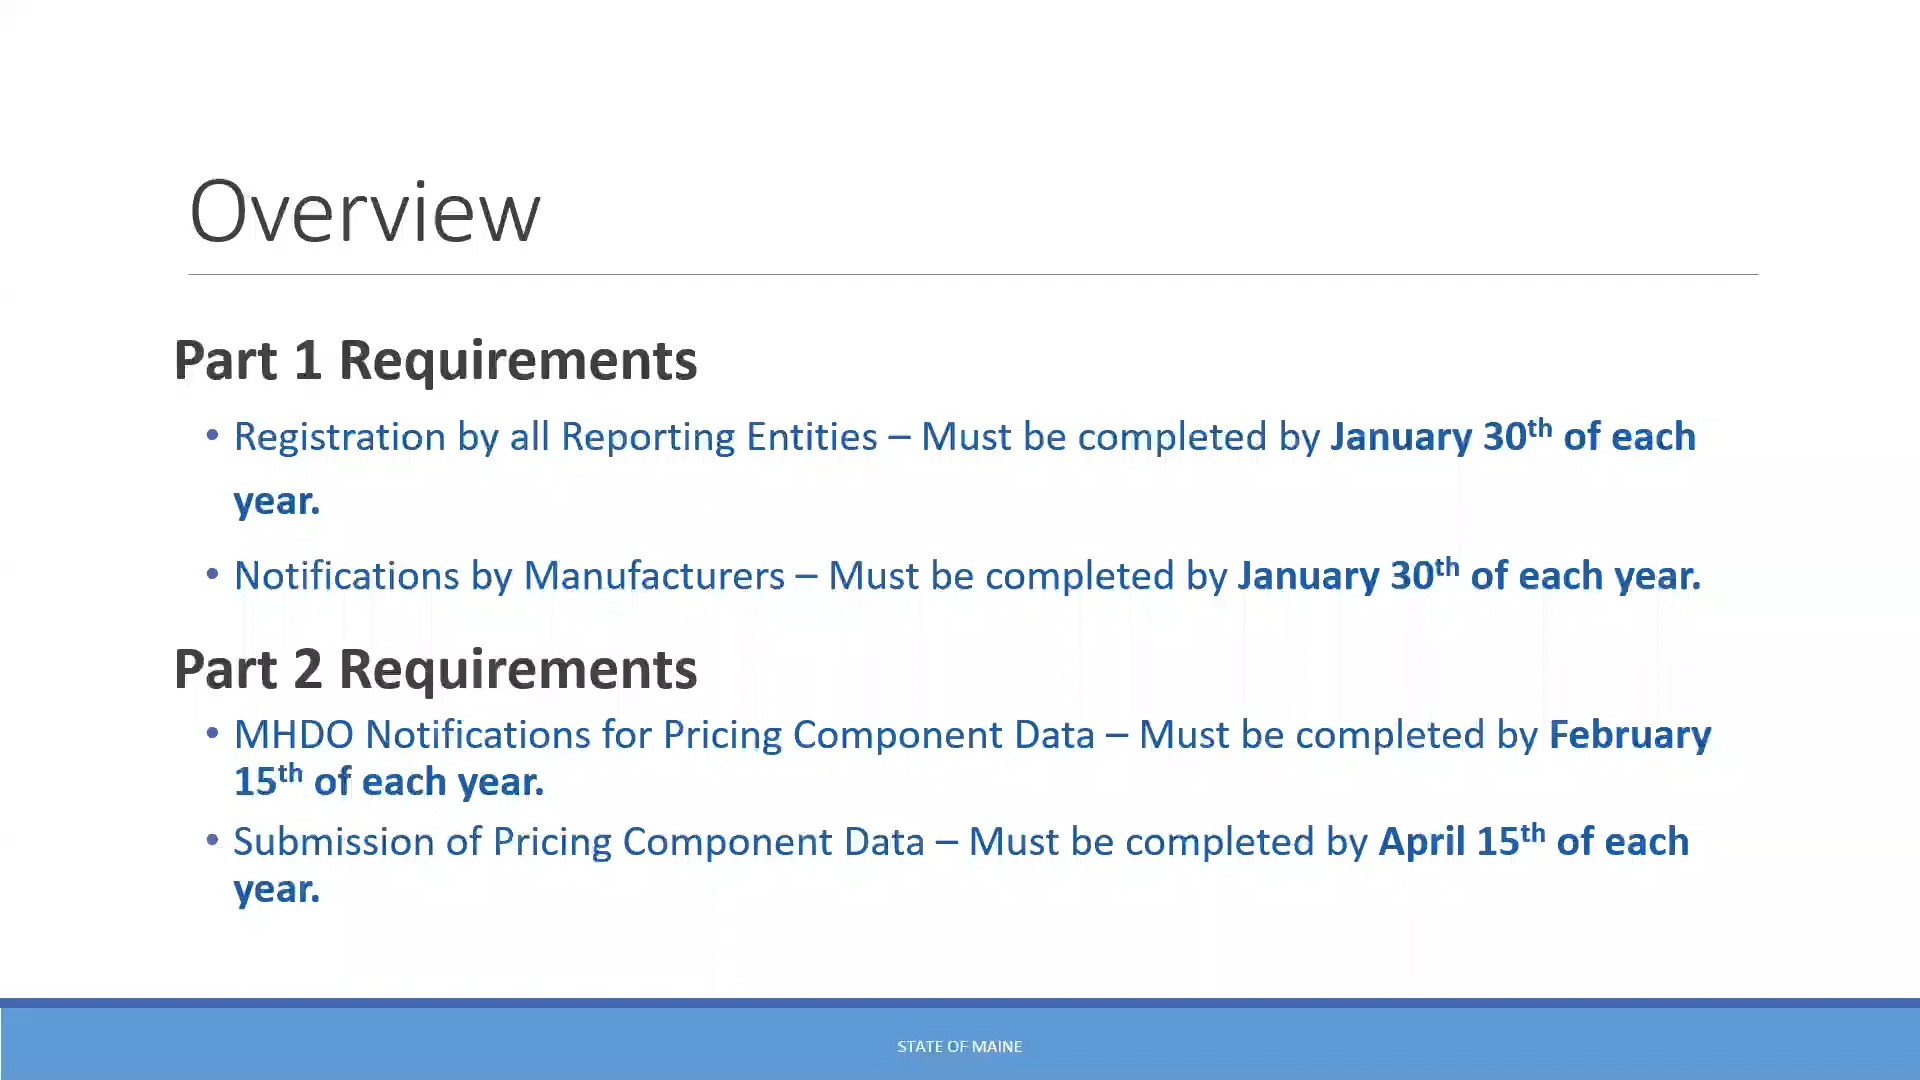 Overview
Part 1 Requirements
• Registration by all Reporting Entities – Must be completed by January 30th of each
year.
• Notifications by Manufacturers – Must be completed by January 30th of each year.
Part 2 Requirements
• MHDO Notifications for Pricing Component Data – Must be completed by February
15th of each year.
• Submission of Pricing Component Data – Must be completed by April 15th of each
year.
STATE OF MAINE